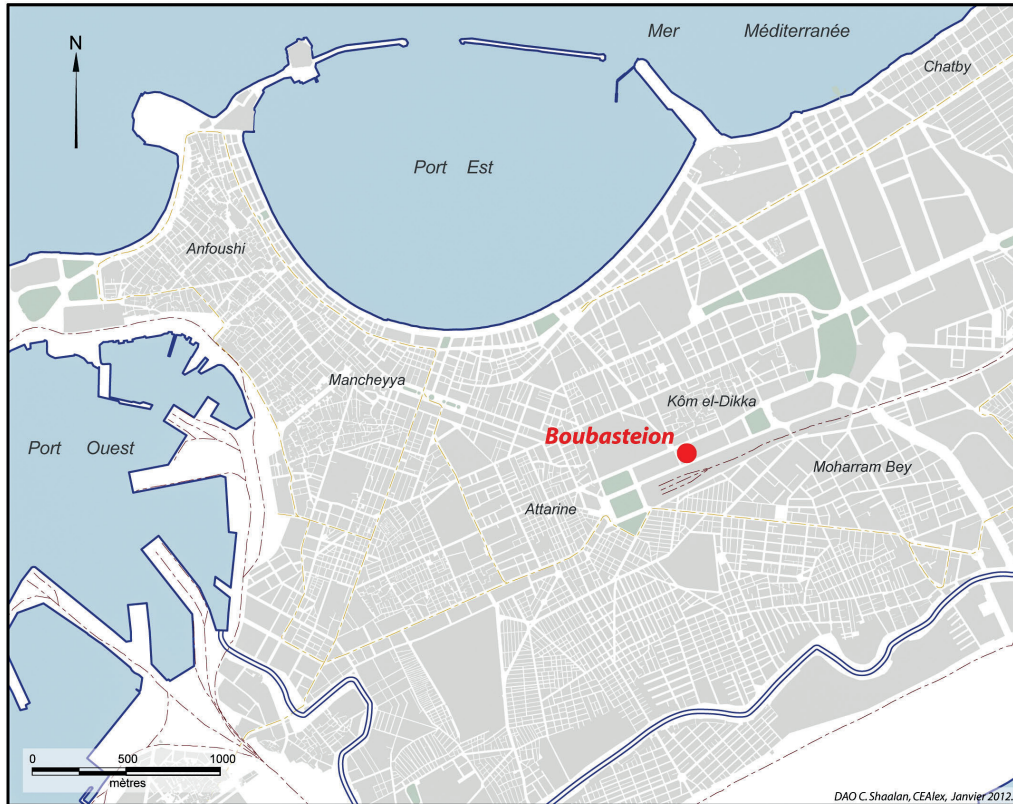 N
Mer Méditerranée
Chatby
Port Est
Anfoushi
Mancheyya
Kôm el-Dikka
Port Ouest
Boubasteion
Moharram Bey
Attarine
0 500 1000
mètres
DAO C. Shaalan, CEAlex, Janvier 2012.